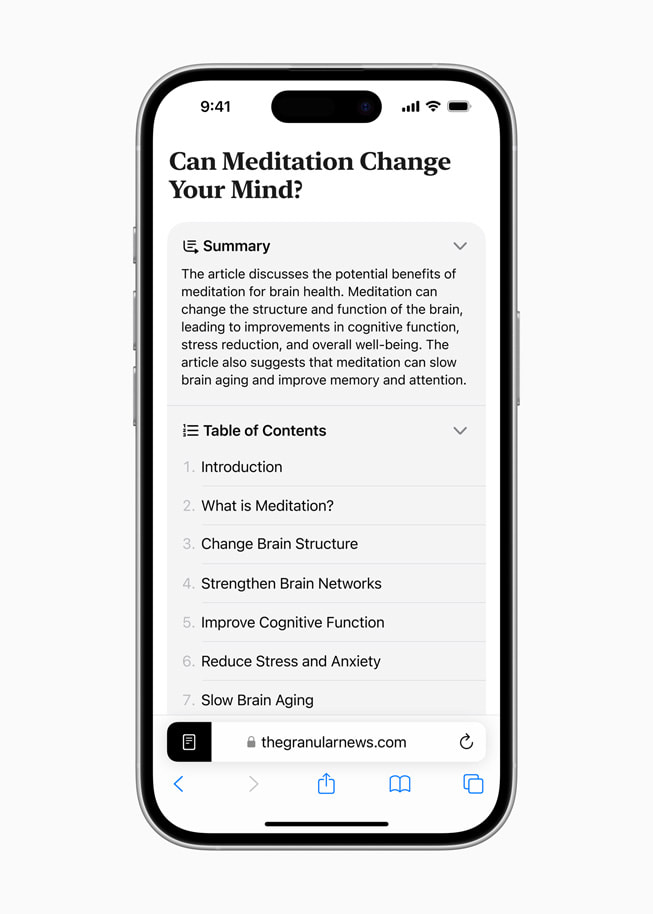 9:41
Can Meditation Change
Your Mind?
Summary
The article discusses the potential benefits of
meditation for brain health. Meditation can
change the structure and function of the brain,
leading to improvements in cognitive function,
stress reduction, and overall well-being. The
article also suggests that meditation can slow
brain aging and improve memory and attention.
Table of Contents
1. Introduction
2. What is Meditation?
3. Change Brain Structure
4. Strengthen Brain Networks
5. Improve Cognitive Function
6. Reduce Stress and Anxiety
7. Slow Brain Aging
thegranularnews.com